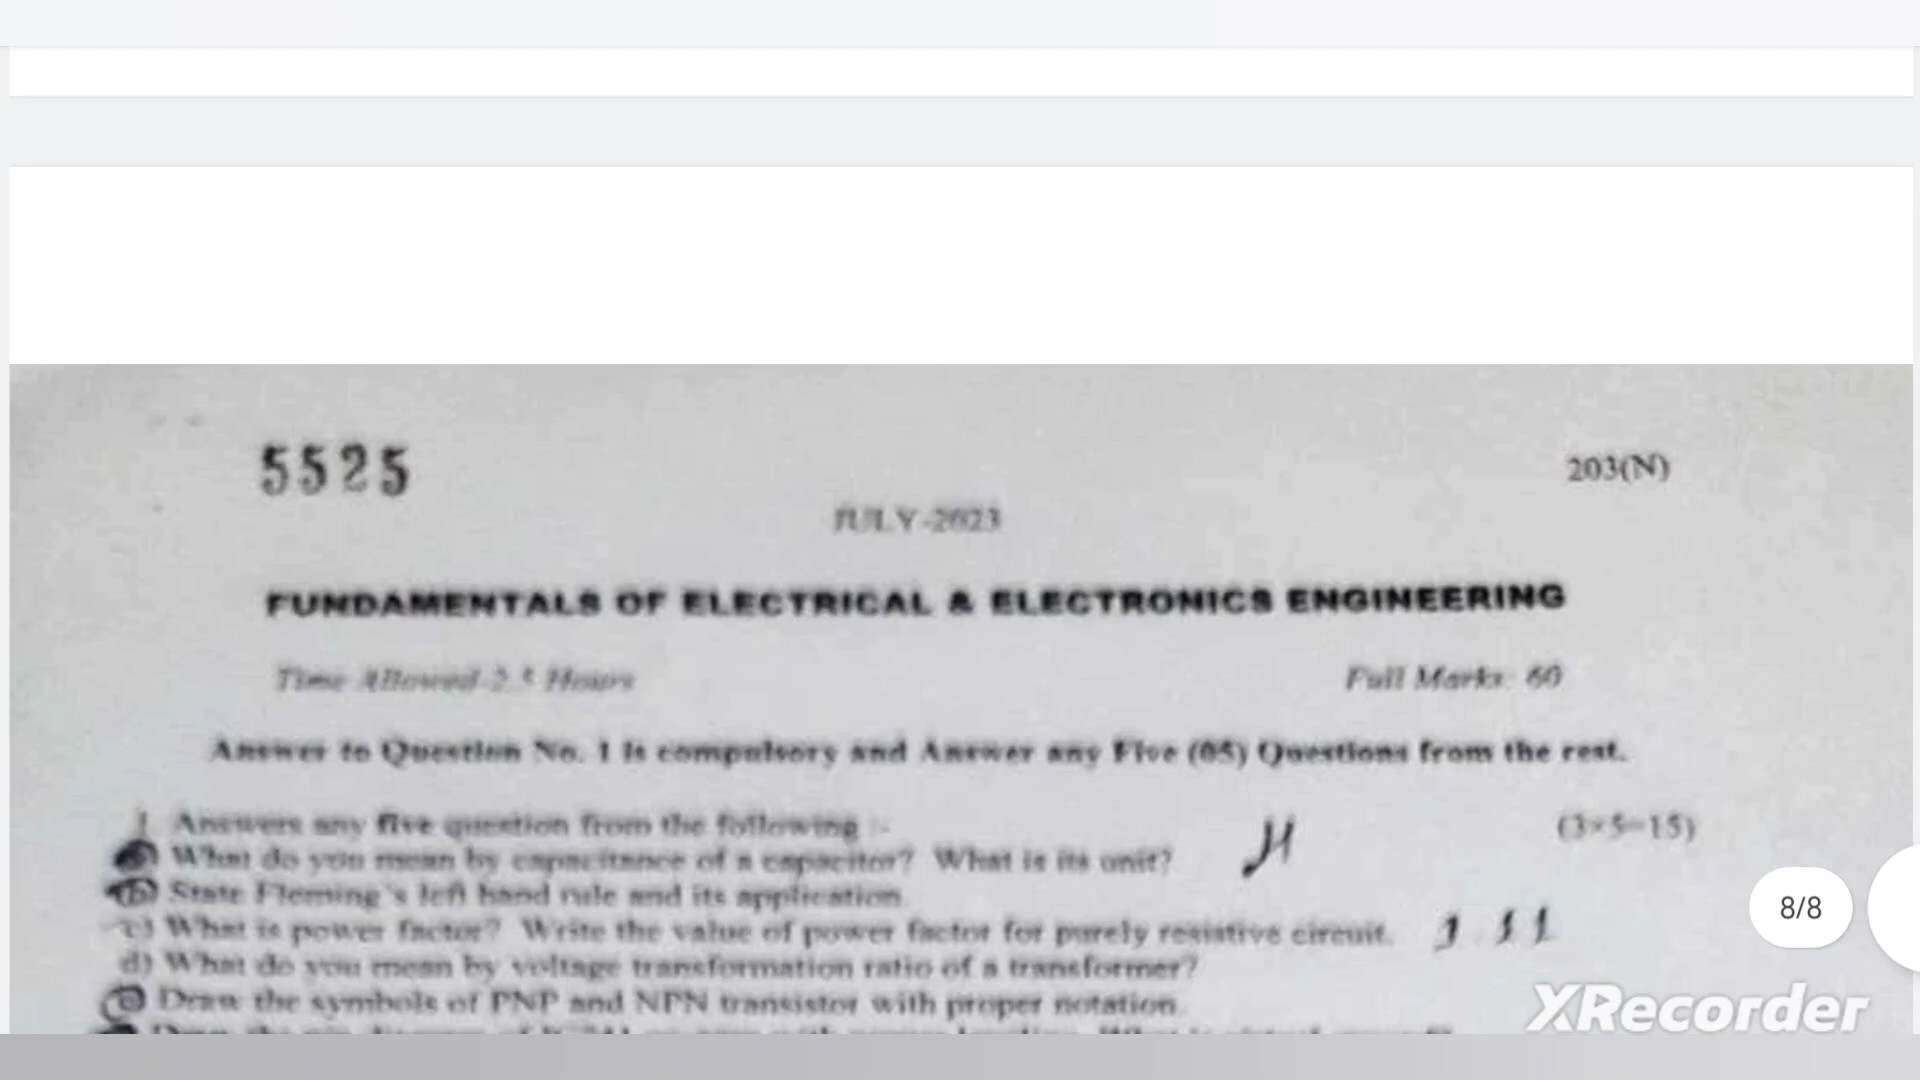 5525
203(N)
JULY-2023
FUNDAMENTALS OF ELECTRICAL & ELECTRONICS ENGINEERING
Time Allowed-2.5 Hours
Full Marks: 60
Answer to Question No. 1 is compulsory and Answer any Five (05) Questions from the rest.
1. Answers any five question from the following :-
(3×5=15)
a) What do you mean by capacitance of a capacitor? What is its unit?
b) State Fleming's left hand rule and its application.
c) What is power factor? Write the value of power factor for purely resistive circuit.
d) What do you mean by voltage transformation ratio of a transformer?
e) Draw the symbols of PNP and NPN transistor with proper notation.
8/8
XRecorder